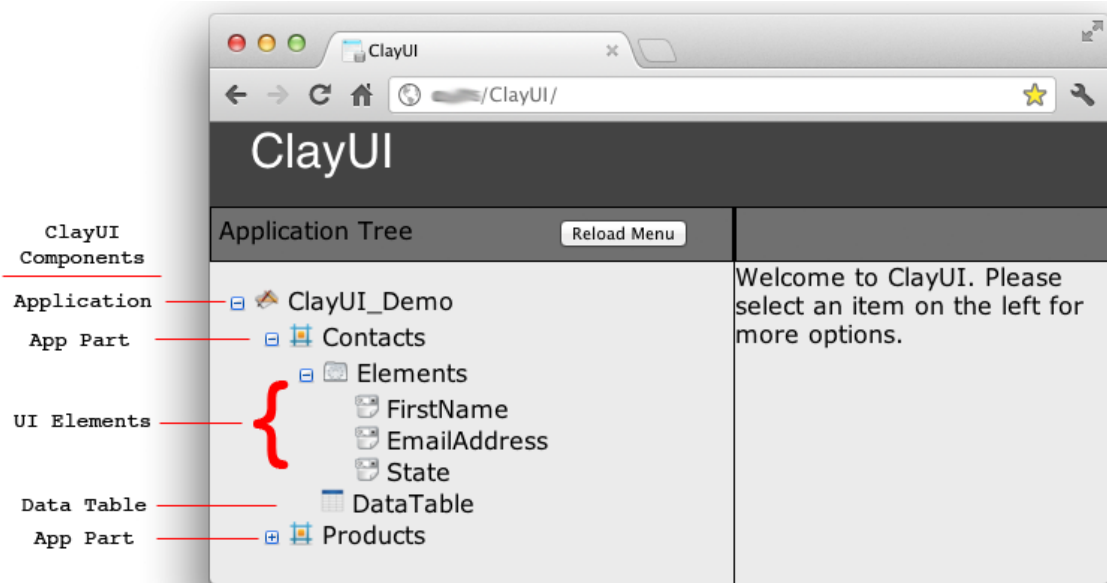 ClayUI
/ClayUI/
ClayUI
ClayUI
Components
Application Tree
Reload Menu
Welcome to ClayUI. Please
select an item on the left for
more options.
Application
ClayUI_Demo
App Part
Contacts
Elements
UI Elements
FirstName
EmailAddress
State
Data Table
DataTable
App Part
Products